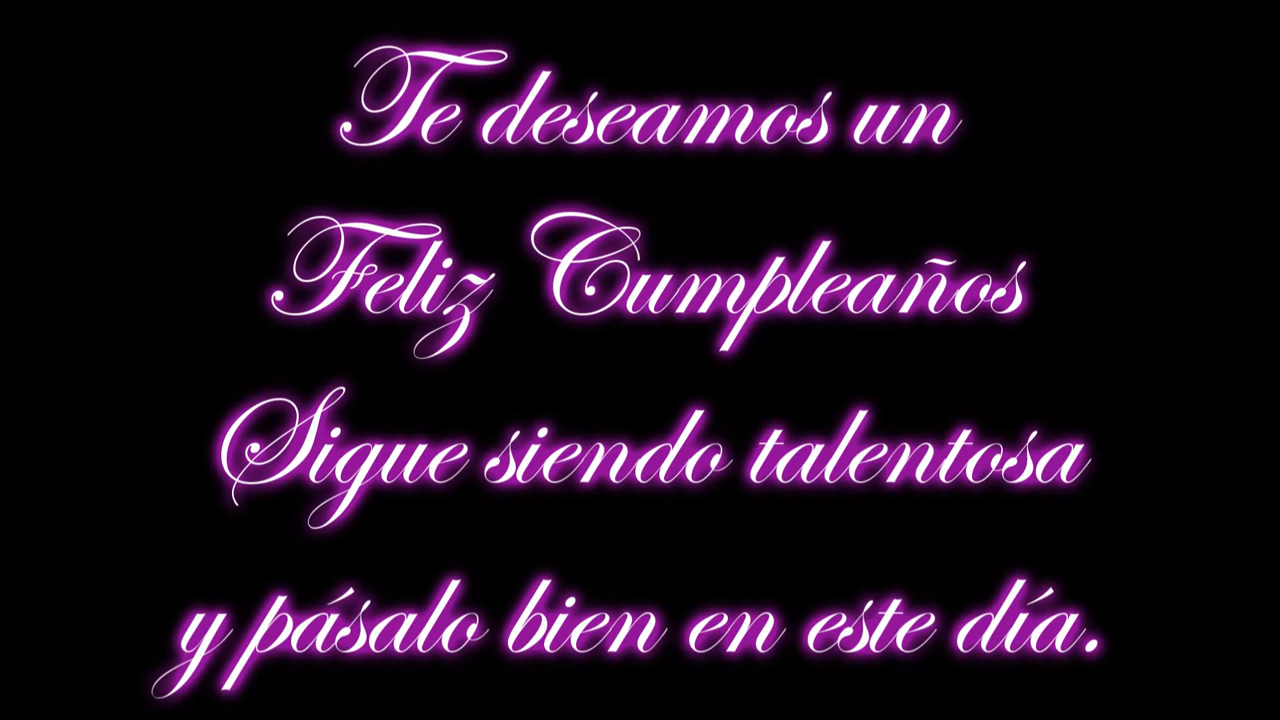 Te deseamos un
Feliz Cumpleaños
Sigue siendo talentosa
y pásalo bien en este día.